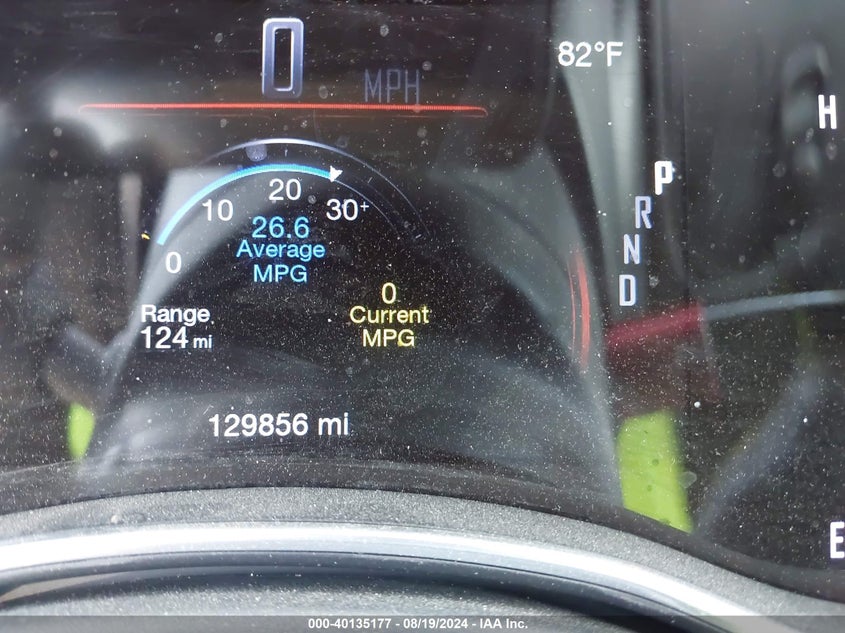 0 MPH
82°F
H
P
R
N
D
0
10
20
30+
26.6
Average
MPG
0
Current
MPG
Range
124 mi
129856 mi
E
000-40135177 - 08/19/2024 - IAA Inc.